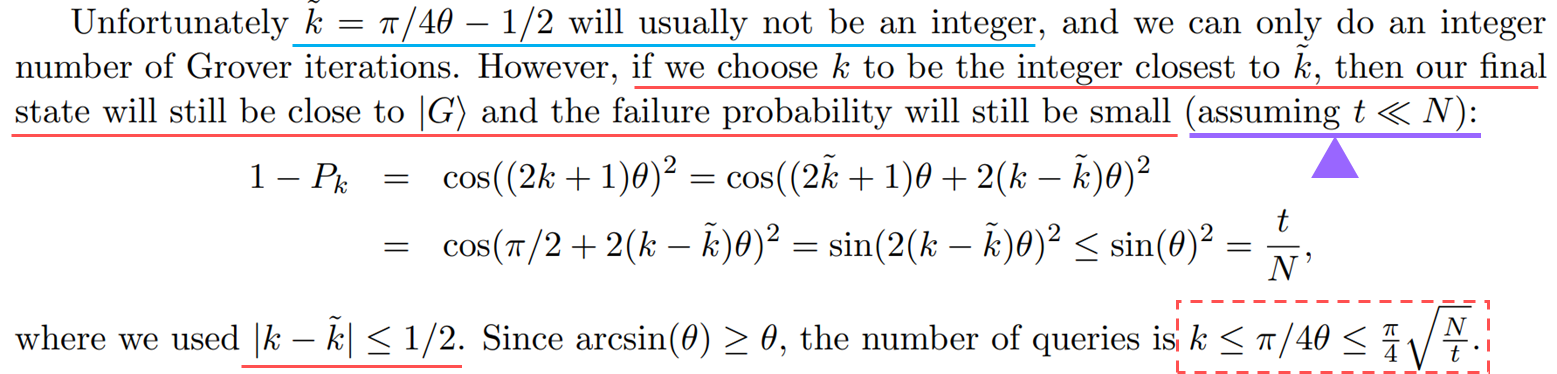 Unfortunately k̃ = π/4θ − 1/2 will usually not be an integer, and we can only do an integer
number of Grover iterations. However, if we choose k to be the integer closest to k̃, then our final
state will still be close to |G⟩ and the failure probability will still be small (assuming t ≪ N):
1 − Pₖ = cos((2k + 1)θ)² = cos((2k̃ + 1)θ + 2(k − k̃)θ)²
= cos(π/2 + 2(k − k̃)θ)² = sin(2(k − k̃)θ)² ≤ sin(θ)² = t/N,
where we used |k − k̃| ≤ 1/2. Since arcsin(θ) ≥ θ, the number of queries is k ≤ π/4θ ≤ π/4 √(N/t).